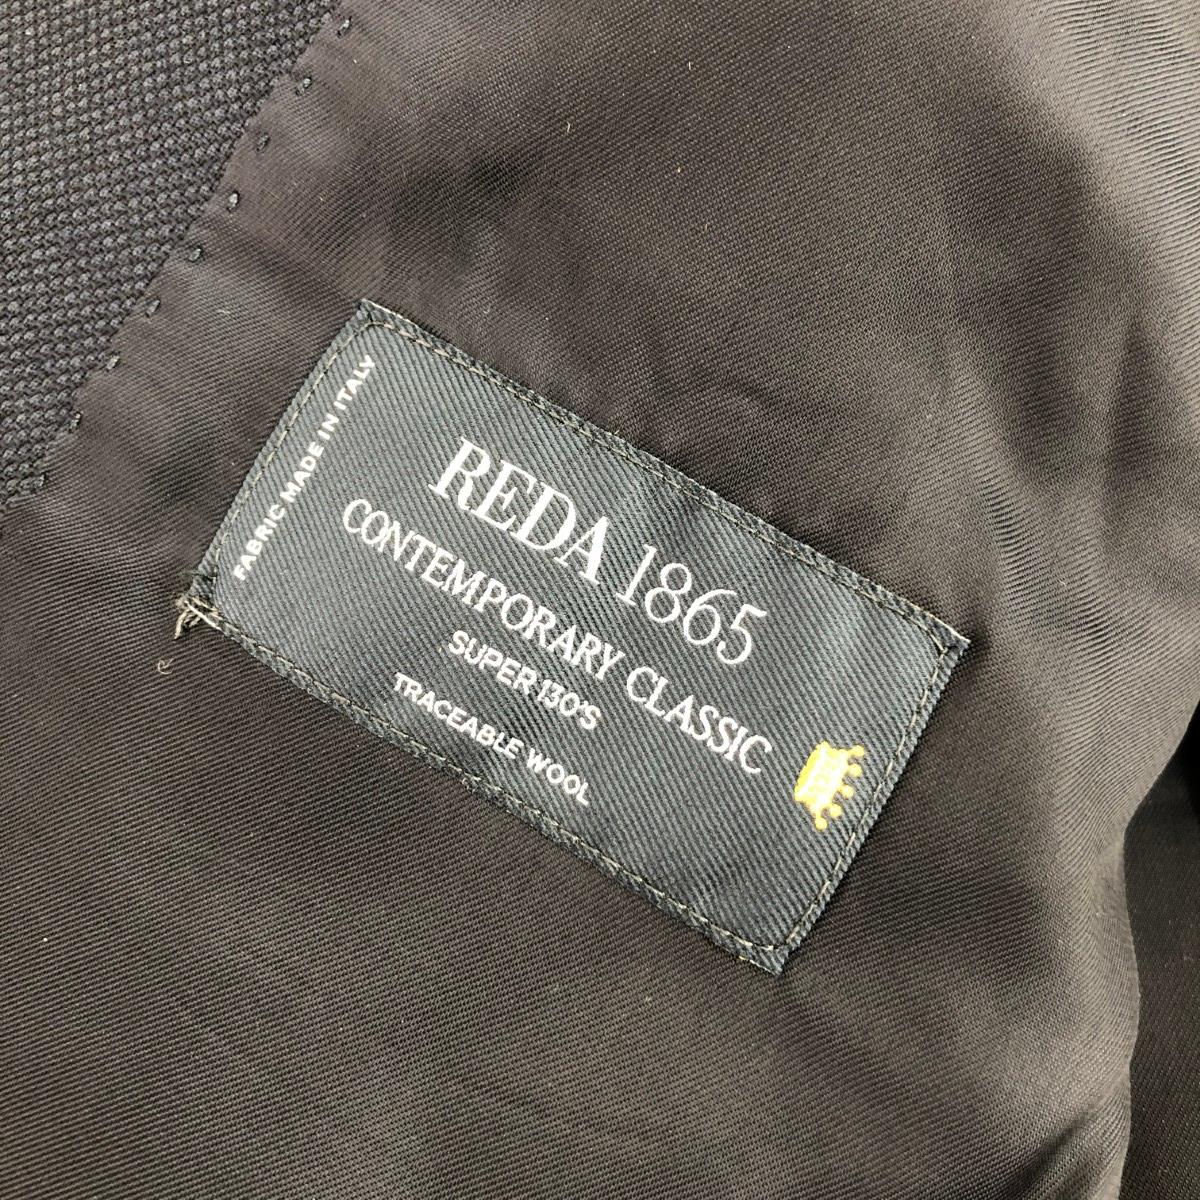 FABRIC MADE IN ITALY
REDA 1865
CONTEMPORARY CLASSIC
SUPER 130'S
TRACEABLE WOOL